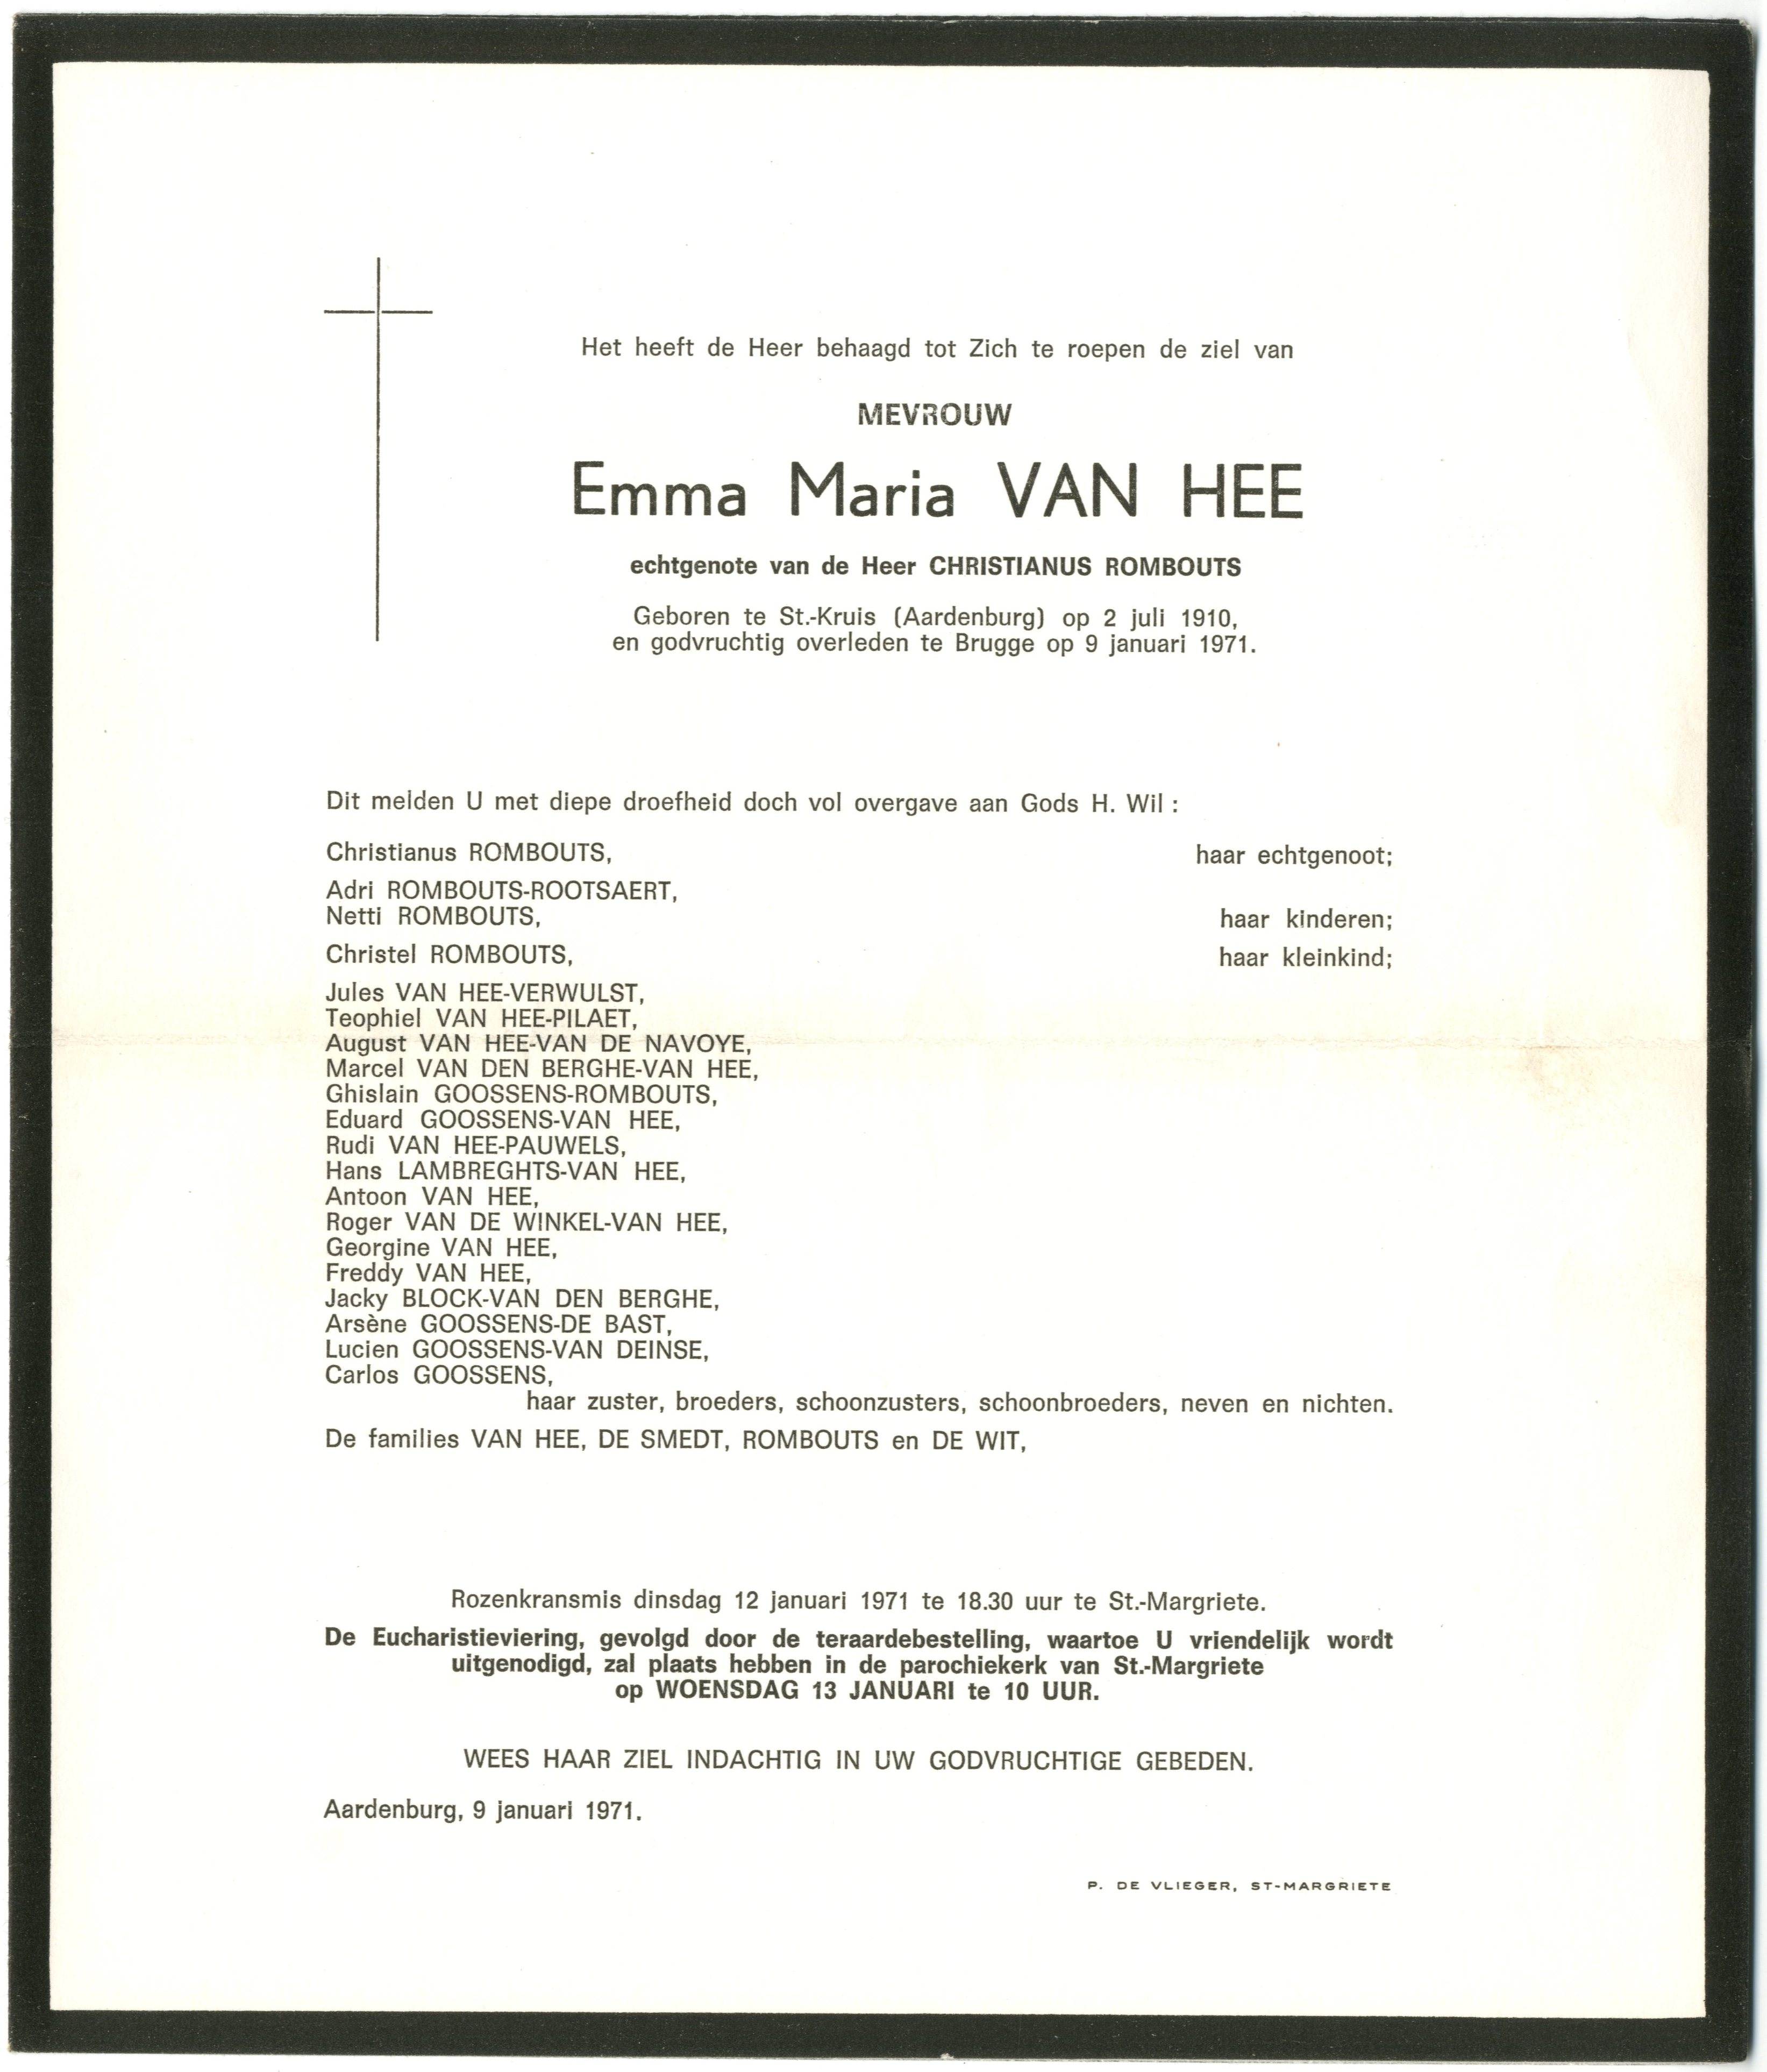 Het heeft de Heer behaagd tot Zich te roepen de ziel van
MEVROUW
Emma Maria VAN HEE
echtgenote van de Heer CHRISTIANUS ROMBOUTS
Geboren te St.-Kruis (Aardenburg) op 2 juli 1910,
en godvruchtig overleden te Brugge op 9 januari 1971.
Dit melden U met diepe droefheid doch vol overgave aan Gods H. Wil :
Christianus ROMBOUTS, haar echtgenoot;
Adri ROMBOUTS-ROOTSAERT,
Netti ROMBOUTS, haar kinderen;
Christel ROMBOUTS, haar kleinkind;
Jules VAN HEE-VERWULST,
Teophiel VAN HEE-PILAET,
August VAN HEE-VAN DE NAVOYE,
Marcel VAN DEN BERGHE-VAN HEE,
Ghislain GOOSSENS-ROMBOUTS,
Eduard GOOSSENS-VAN HEE,
Rudi VAN HEE-PAUWELS,
Hans LAMBREGHTS-VAN HEE,
Antoon VAN HEE,
Roger VAN DE WINKEL-VAN HEE,
Georgine VAN HEE,
Freddy VAN HEE,
Jacky BLOCK-VAN DEN BERGHE,
Arsène GOOSSENS-DE BAST,
Lucien GOOSSENS-VAN DEINSE,
Carlos GOOSSENS,
haar zuster, broeders, schoonzusters, schoonbroeders, neven en nichten.
De families VAN HEE, DE SMEDT, ROMBOUTS en DE WIT,
Rozenkransmis dinsdag 12 januari 1971 te 18.30 uur te St.-Margriete.
De Eucharistieviering, gevolgd door de teraardebestelling, waartoe U vriendelijk wordt
uitgenodigd, zal plaats hebben in de parochiekerk van St.-Margriete
op WOENSDAG 13 JANUARI te 10 UUR.
WEES HAAR ZIEL INDACHTIG IN UW GODVRUCHTIGE GEBEDEN.
Aardenburg, 9 januari 1971.
P. DE VLIEGER, ST-MARGRIETE